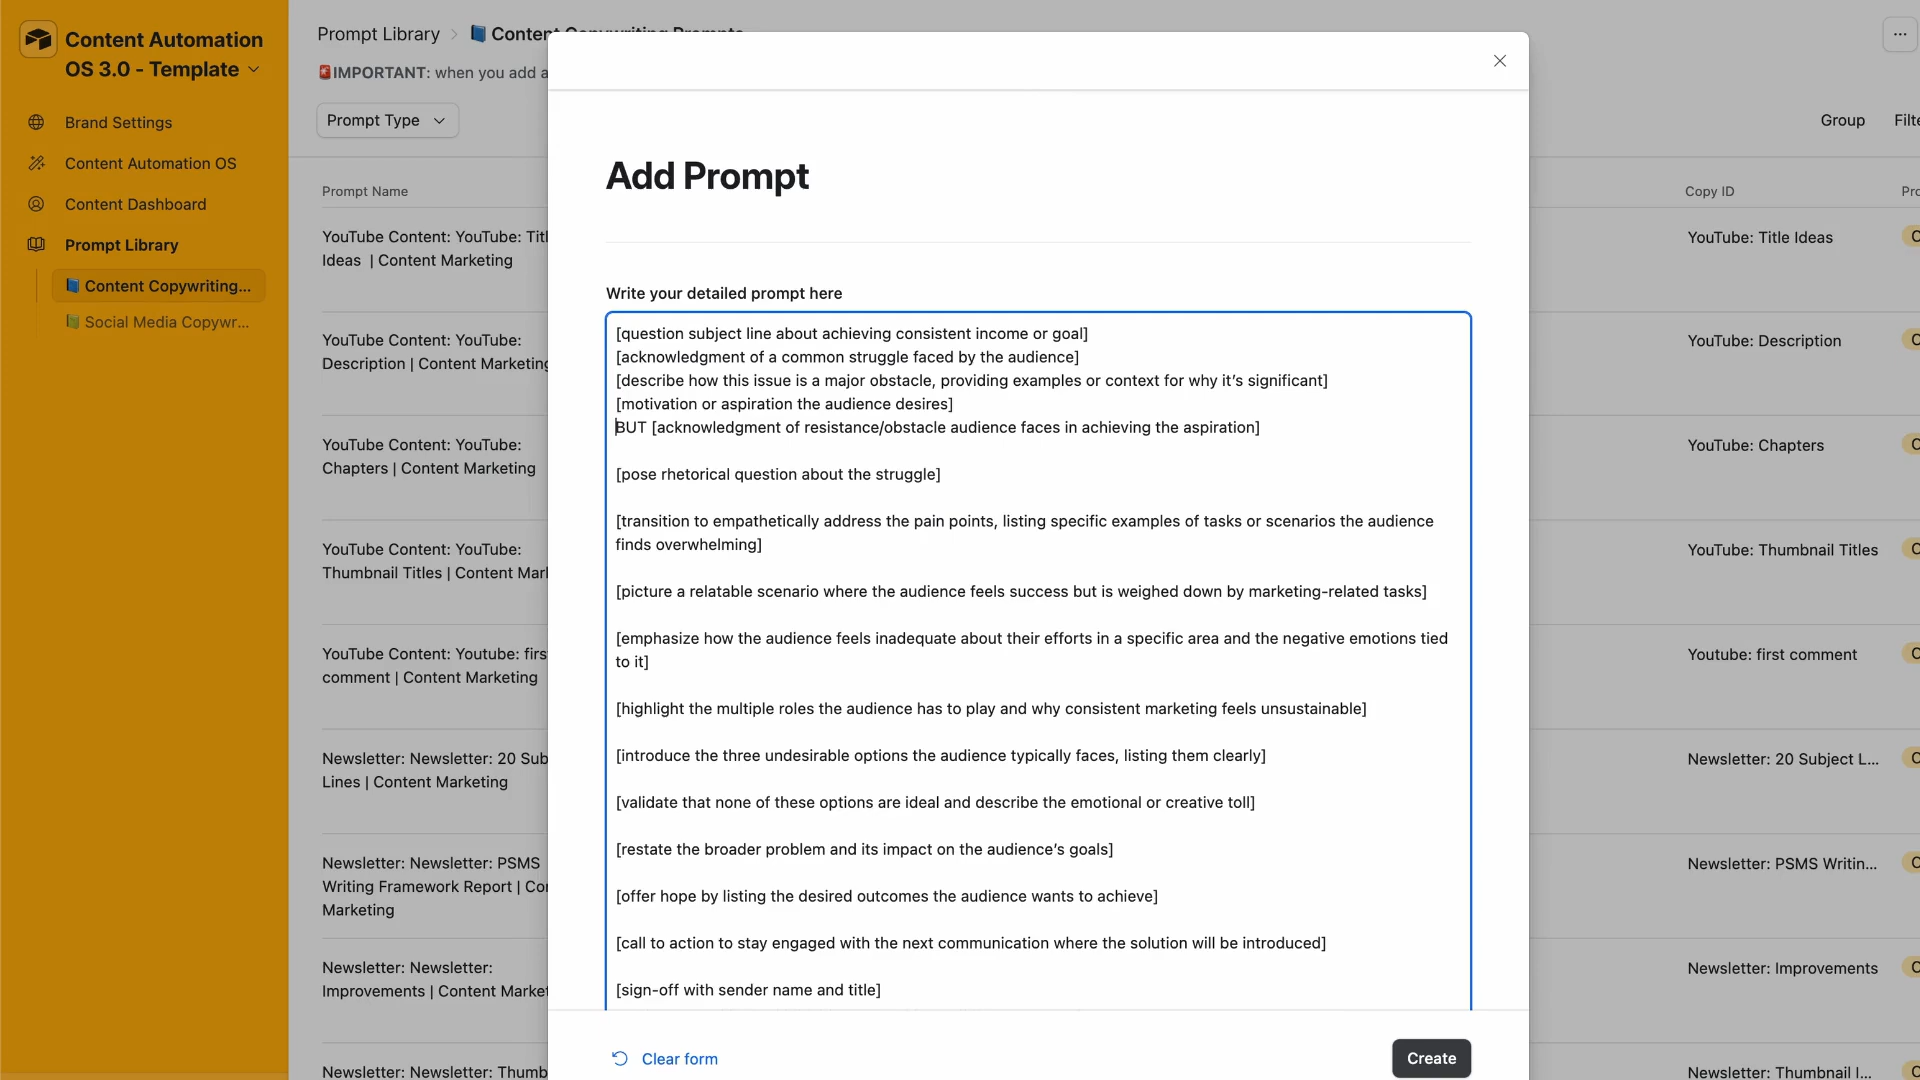 Content Automation
OS 3.0 - Template
Brand Settings
Content Automation OS
Content Dashboard
Prompt Library
Content Copywriting...
Social Media Copywr...
Prompt Library
IMPORTANT: when you add a
Prompt Type
Group
Prompt Name
Copy ID
YouTube Content: YouTube:
Ideas | Content Marketing
YouTube: Title Ideas
YouTube Content: YouTube:
Description | Content Marketing
YouTube: Description
YouTube Content: YouTube:
Chapters | Content Marketing
YouTube: Chapters
YouTube Content: YouTube:
Thumbnail Titles | Content
YouTube: Thumbnail Titles
YouTube Content: Youtube:
comment | Content Marketing
Youtube: first comment
Newsletter: Newsletter: 20 Sub
Lines | Content Marketing
Newsletter: 20 Subject L...
Newsletter: Newsletter: PSMS
Writing Framework Report |
Marketing
Newsletter: PSMS Writin...
Newsletter: Newsletter:
Improvements | Content
Newsletter: Improvements
Newsletter: Newsletter: Thumb
Newsletter: Thumbnail I...
Add Prompt
Write your detailed prompt here
[question subject line about achieving consistent income or goal]
[acknowledgment of a common struggle faced by the audience]
[describe how this issue is a major obstacle, providing examples or context for why it’s significant]
[motivation or aspiration the audience desires]
BUT [acknowledgment of resistance/obstacle audience faces in achieving the aspiration]
[pose rhetorical question about the struggle]
[transition to empathetically address the pain points, listing specific examples of tasks or scenarios the audience
finds overwhelming]
[picture a relatable scenario where the audience feels success but is weighed down by marketing-related tasks]
[emphasize how the audience feels inadequate about their efforts in a specific area and the negative emotions tied
to it]
[highlight the multiple roles the audience has to play and why consistent marketing feels unsustainable]
[introduce the three undesirable options the audience typically faces, listing them clearly]
[validate that none of these options are ideal and describe the emotional or creative toll]
[restate the broader problem and its impact on the audience’s goals]
[offer hope by listing the desired outcomes the audience wants to achieve]
[call to action to stay engaged with the next communication where the solution will be introduced]
[sign-off with sender name and title]
Clear form
Create